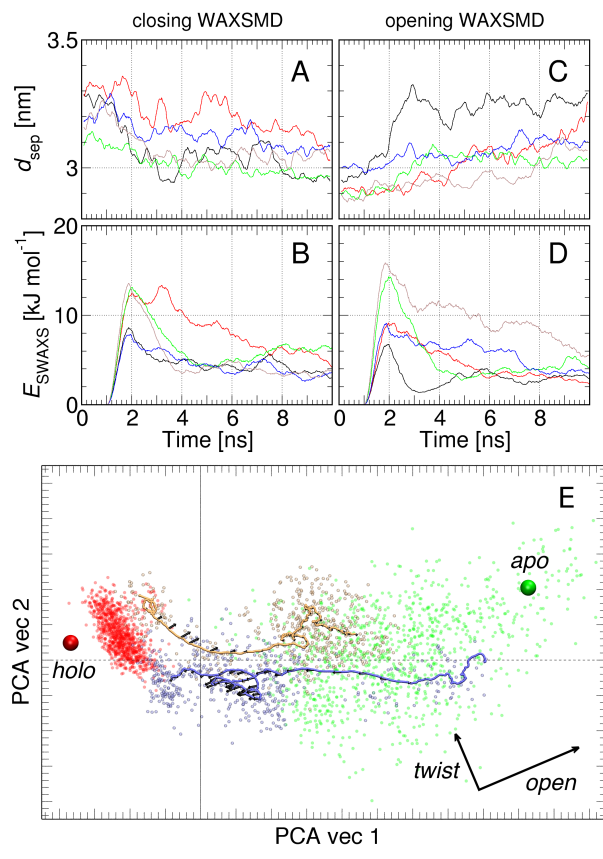 closing WAXSMD
opening WAXSMD
3.5
3
d_sep [nm]
A
C
20
10
0
E_SWAXS [kJ mol⁻¹]
B
D
0 2 4 6 8
0 2 4 6 8
Time [ns]
Time [ns]
E
apo
holo
PCA vec 2
twist
open
PCA vec 1